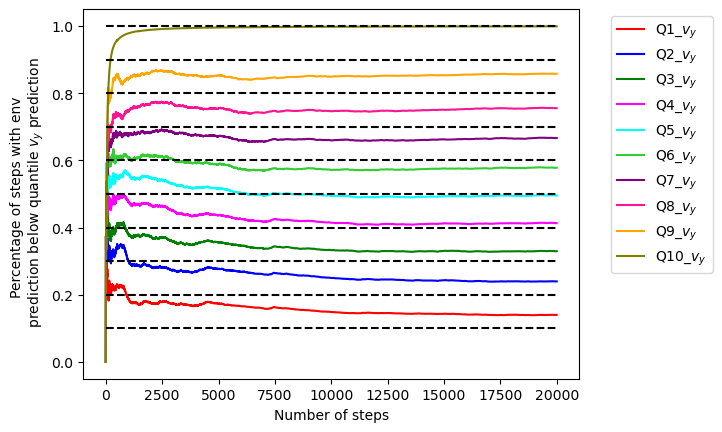 Percentage of steps with env
prediction below quantile v_y prediction
1.0
0.8
0.6
0.4
0.2
0.0
0
2500
5000
7500
10000
12500
15000
17500
20000
Number of steps
Q1_v_y
Q2_v_y
Q3_v_y
Q4_v_y
Q5_v_y
Q6_v_y
Q7_v_y
Q8_v_y
Q9_v_y
Q10_v_y